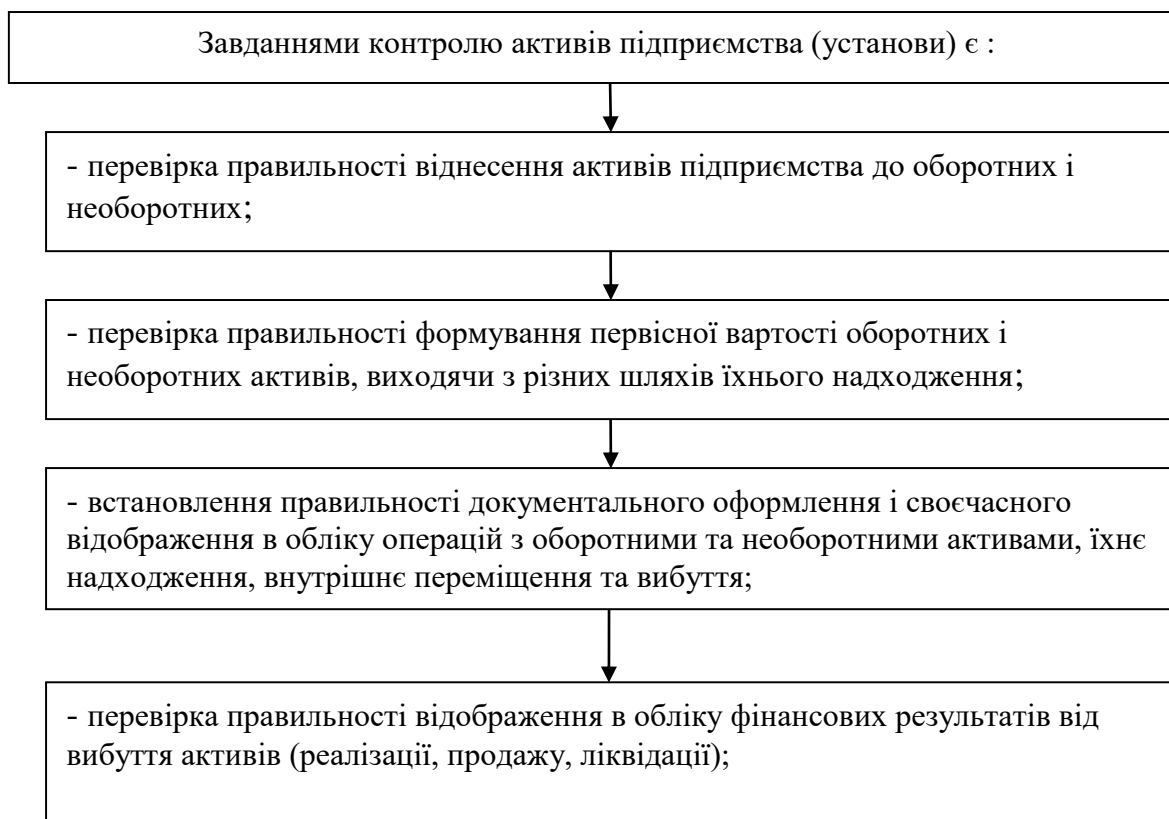 Завданнями контролю активів підприємства (установи) є :
- перевірка правильності віднесення активів підприємства до оборотних і
необоротних;
- перевірка правильності формування первісної вартості оборотних і
необоротних активів, виходячи з різних шляхів їхнього надходження;
- встановлення правильності документального оформлення і своєчасного
відображення в обліку операцій з оборотними та необоротними активами, їхнє
надходження, внутрішнє переміщення та вибуття;
- перевірка правильності відображення в обліку фінансових результатів від
вибуття активів (реалізації, продажу, ліквідації);